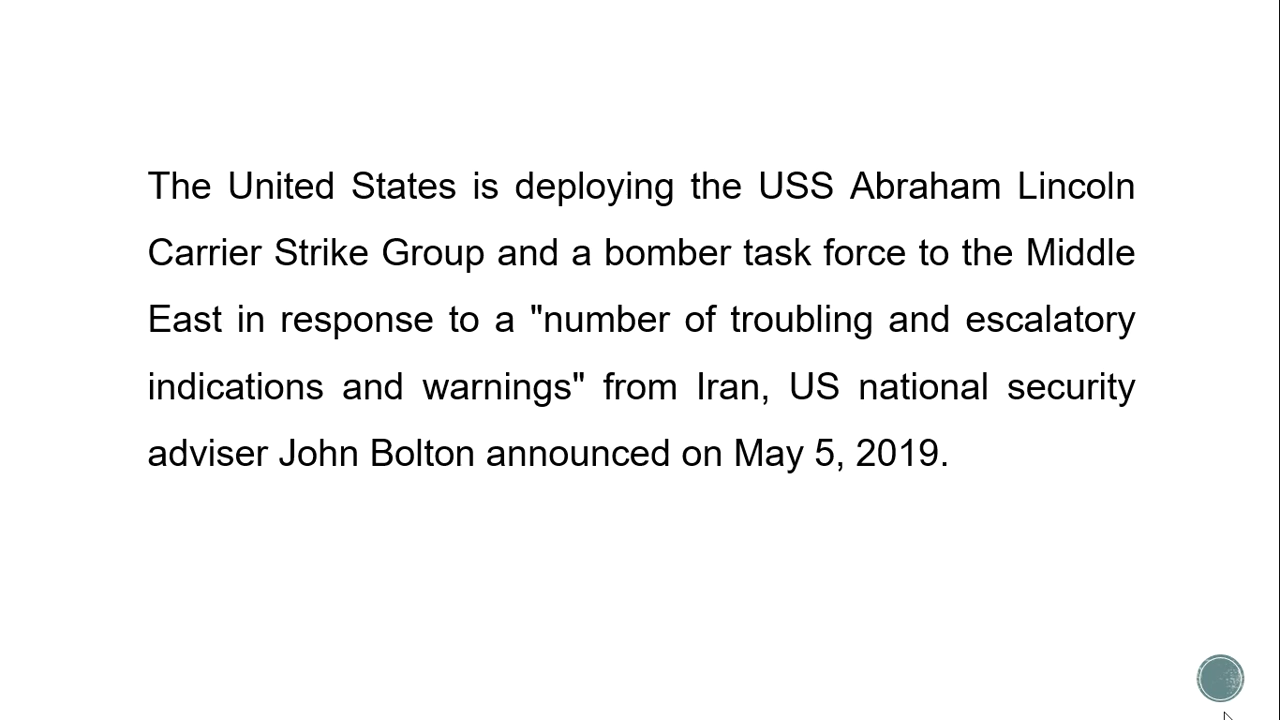 The United States is deploying the USS Abraham Lincoln
Carrier Strike Group and a bomber task force to the Middle
East in response to a "number of troubling and escalatory
indications and warnings" from Iran, US national security
adviser John Bolton announced on May 5, 2019.